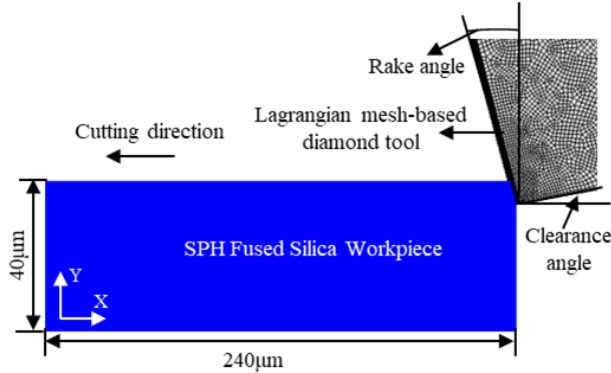 Rake angle
Lagrangian mesh-based
diamond tool
Cutting direction
SPH Fused Silica Workpiece
Clearance
angle
40μm
Y
X
240μm